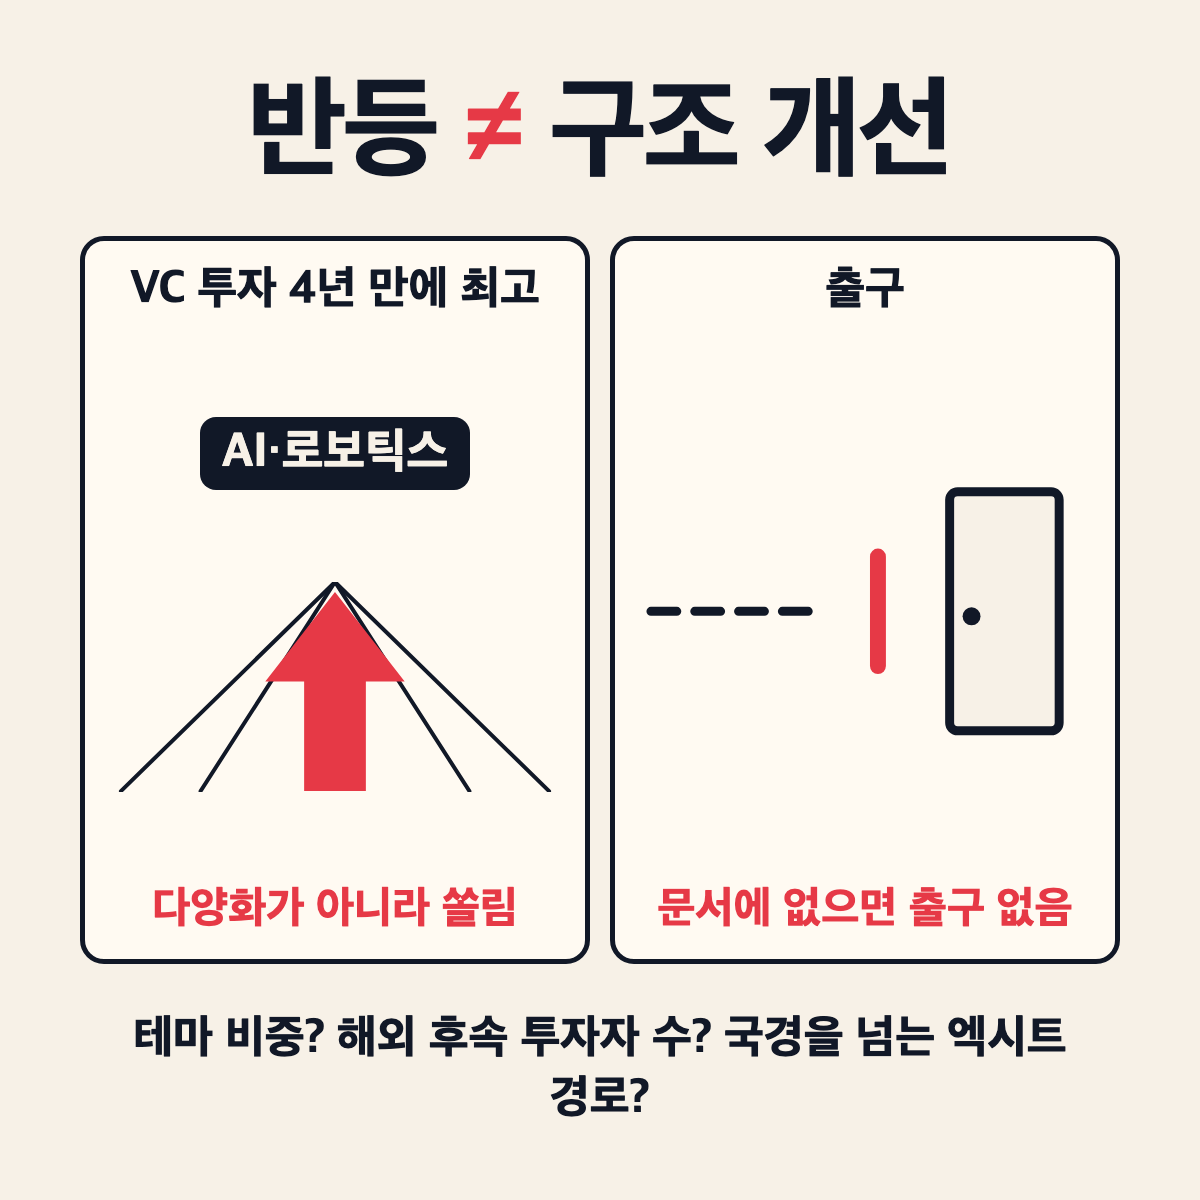 반등 ≠ 구조 개선
VC 투자 4년 만에 최고
AI·로보틱스
다양화가 아니라 쏠림
출구
문서에 없으면 출구 없음
테마 비중? 해외 후속 투자자 수? 국경을 넘는 엑시트
경로?